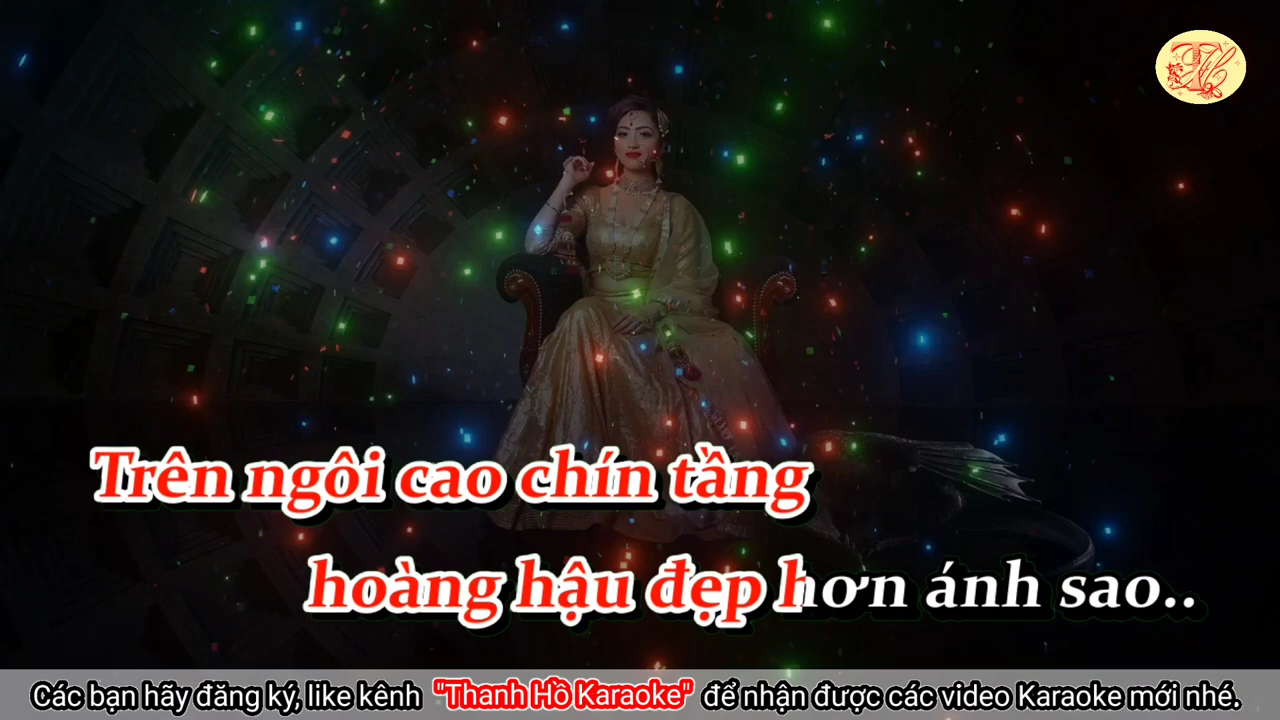 Trên ngôi cao chín tầng
hoàng hậu đẹp hơn ánh sao..
Các bạn hãy đăng ký, like kênh "Thanh Hồ Karaoke" để nhận được các video Karaoke mới nhé.